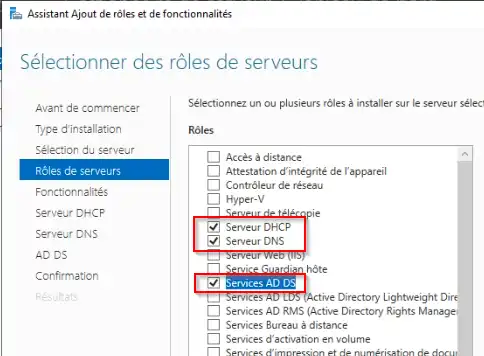 Assistant Ajout de rôles et de fonctionnalités
Sélectionner des rôles de serveurs
Avant de commencer
Type d'installation
Sélection du serveur
Rôles de serveurs
Fonctionnalités
Serveur DHCP
Serveur DNS
AD DS
Confirmation
Résultats
Sélectionnez un ou plusieurs rôles à installer sur le serveur sélect
Rôles
Accès à distance
Attestation d'intégrité de l'appareil
Contrôleur de réseau
Hyper-V
Serveur de télécopie
Serveur DHCP
Serveur DNS
Serveur Web (IIS)
Service Guardian hôte
Services AD DS
Services AD LDS (Active Directory Lightweight Dire
Services AD RMS (Active Directory Rights Manager
Services Bureau à distance
Services d'activation en volume
Services d'impression et de numérisation de docum